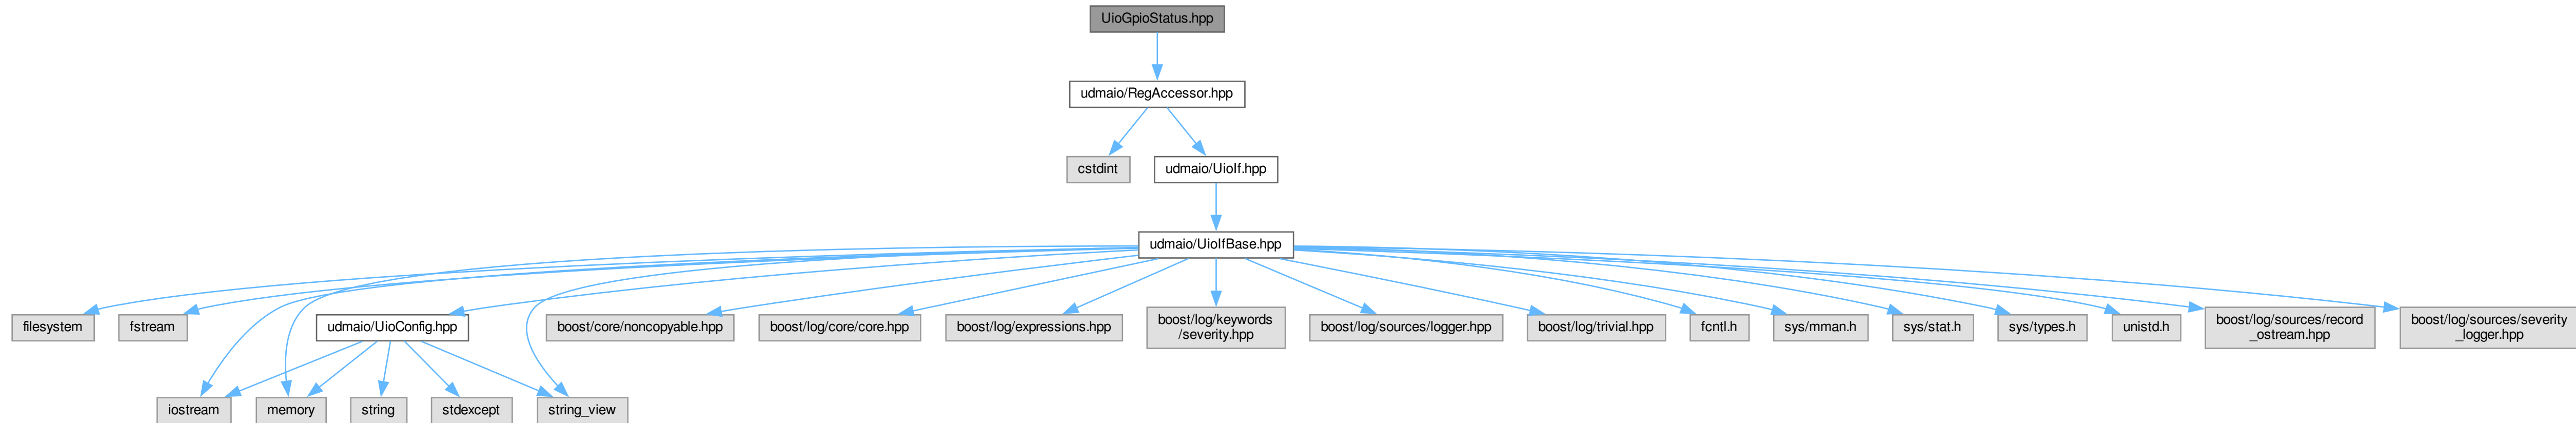 UioGpioStatus.hpp
udmaio/RegAccessor.hpp
cstdint
udmaio/UioIf.hpp
udmaio/UioIfBase.hpp
filesystem
fstream
udmaio/UioConfig.hpp
boost/core/noncopyable.hpp
boost/log/core/core.hpp
boost/log/expressions.hpp
boost/log/keywords
/severity.hpp
boost/log/sources/logger.hpp
boost/log/trivial.hpp
fcntl.h
sys/mman.h
sys/stat.h
sys/types.h
unistd.h
boost/log/sources/record
_ostream.hpp
boost/log/sources/severity
_logger.hpp
iostream
memory
string
stdexcept
string_view